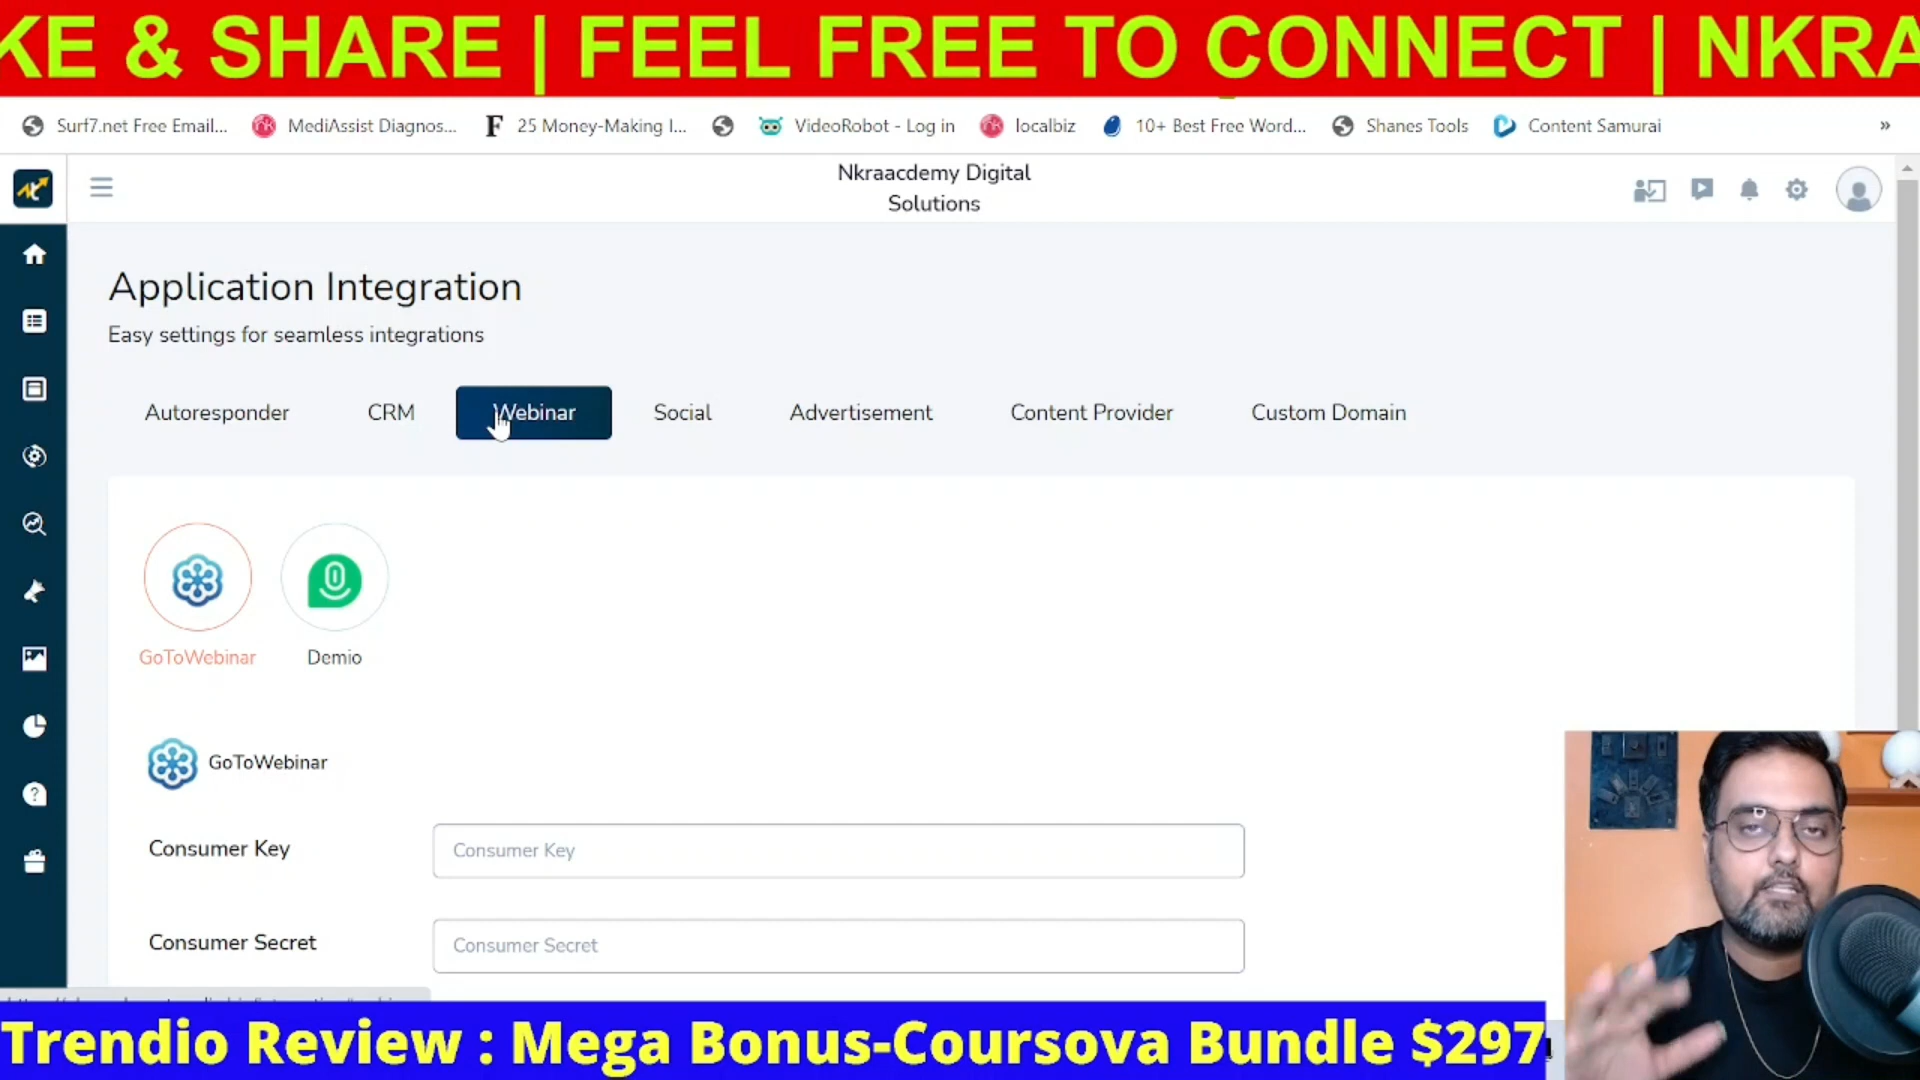 KE & SHARE | FEEL FREE TO CONNECT | NKRA
Surf7.net Free Email... MediAssist Diagnos... 25 Money-Making I... VideoRobot - Log in localbiz 10+ Best Free Word... Shanes Tools Content Samurai »
Nkraacdemy Digital
Solutions
Application Integration
Easy settings for seamless integrations
Autoresponder CRM Webinar Social Advertisement Content Provider Custom Domain
GoToWebinar Demio
GoToWebinar
Consumer Key Consumer Key
Consumer Secret Consumer Secret
Trendio Review : Mega Bonus-Coursova Bundle $297